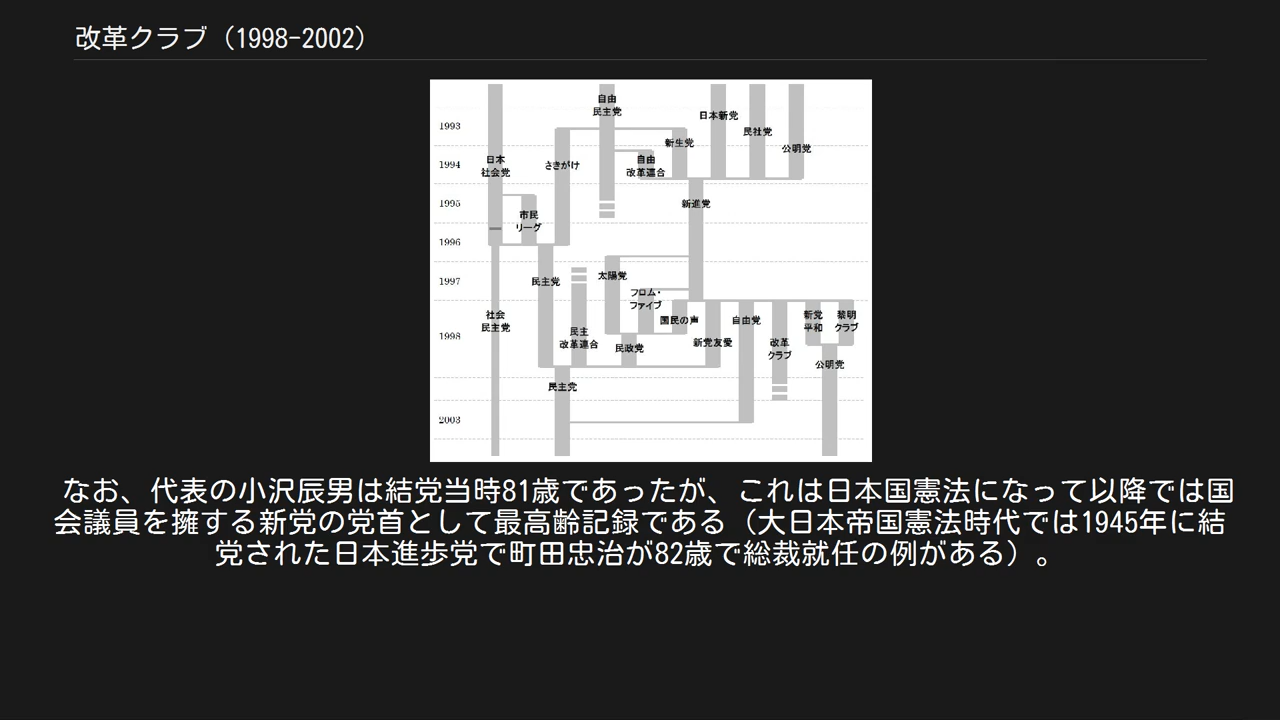 改革クラブ（1998-2002）
自由
民主党
日本新党
1993
民社党
新生党
公明党
日本
社会党
1994
さきがけ
自由
改革連合
1995
新進党
市民
リーグ
1996
太陽党
1997
民主党
フロム・
ファイブ
社会
民主党
国民の声
自由党
新党
平和
黎明
クラブ
1998
民主
改革連合
民政党
新党友愛
改革
クラブ
公明党
民主党
2003
なお、代表の小沢辰男は結党当時81歳であったが、これは日本国憲法になって以降では国
会議員を擁する新党の党首として最高齢記録である（大日本帝国憲法時代では1945年に結
党された日本進歩党で町田忠治が82歳で総裁就任の例がある）。